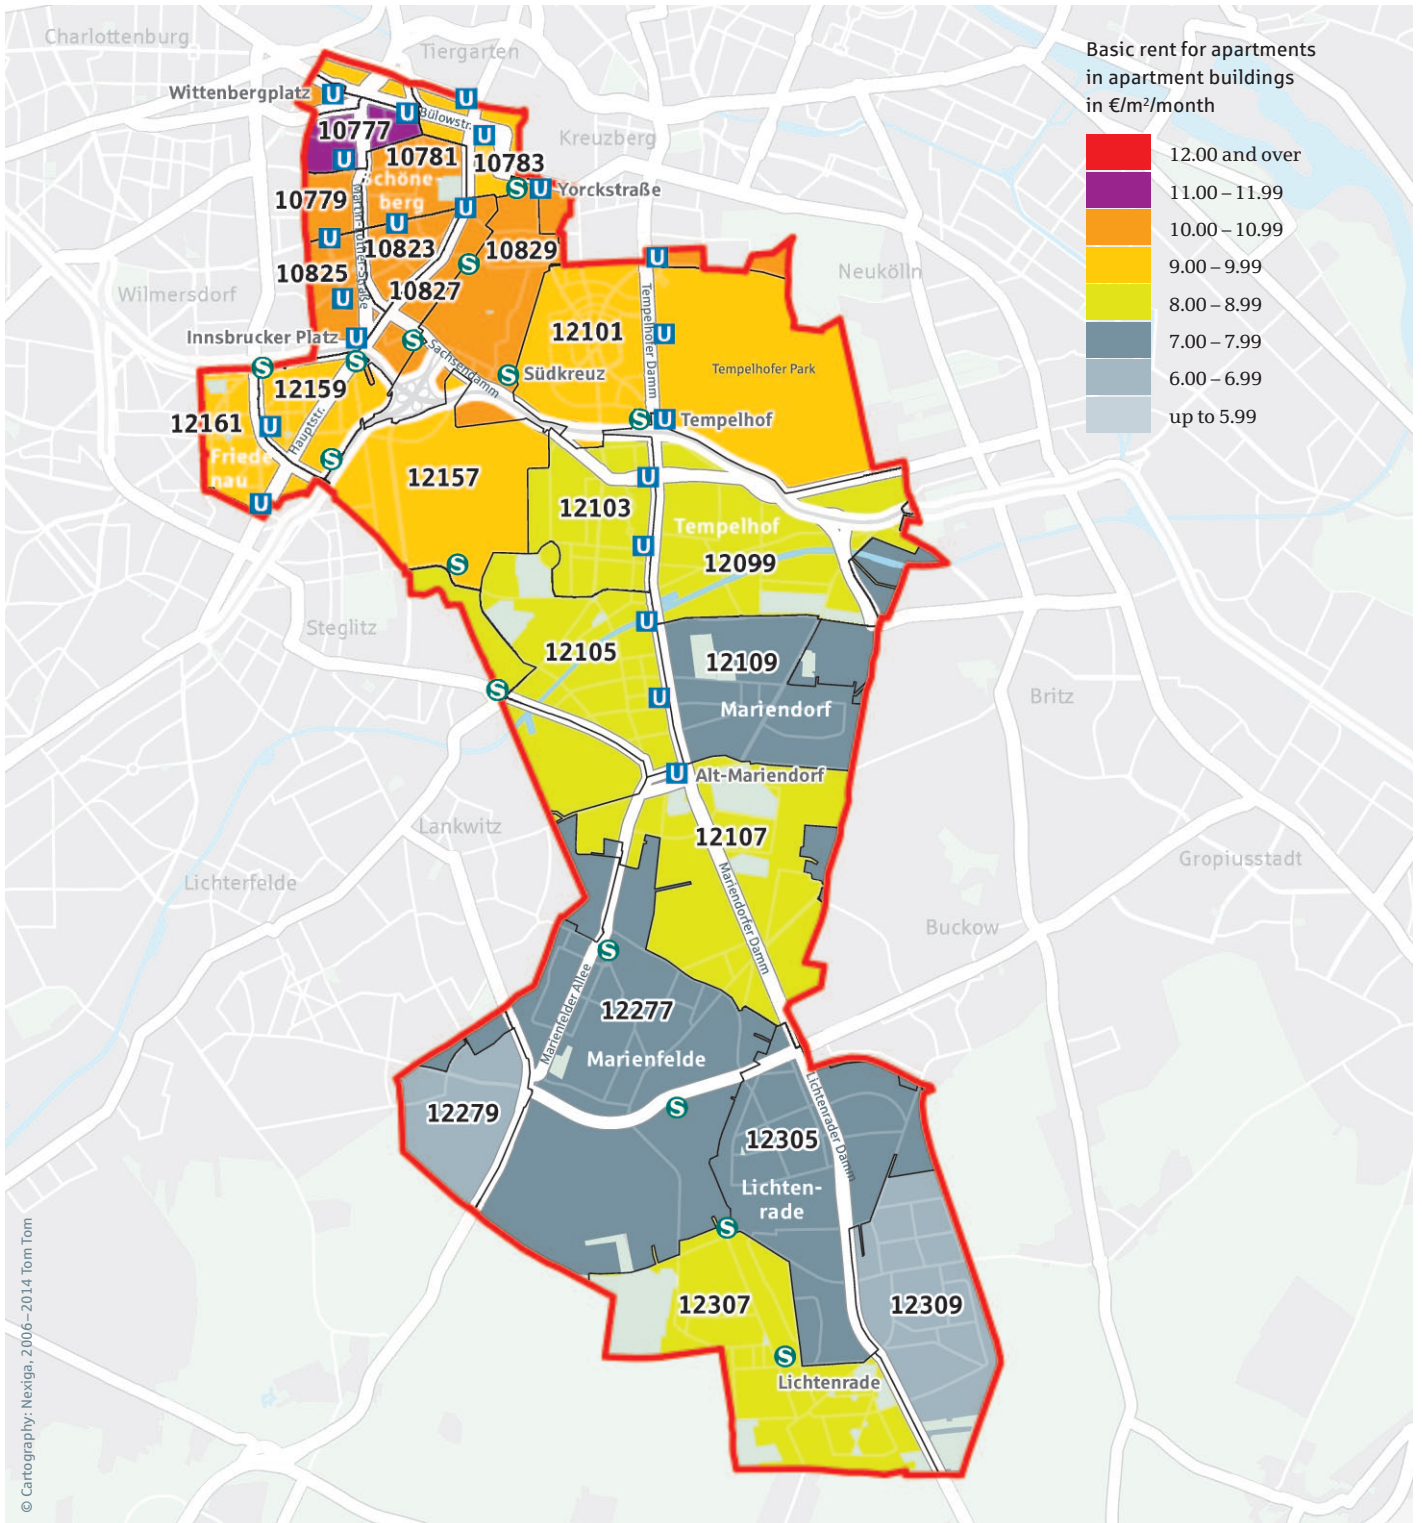 Charlottenburg
Tiergarten
Basic rent for apartments
in apartment buildings
in €/m²/month
12.00 and over
11.00 – 11.99
10.00 – 10.99
9.00 – 9.99
8.00 – 8.99
7.00 – 7.99
6.00 – 6.99
up to 5.99
Wittenbergplatz
U
U
U
Bülowstr.
U
Kreuzberg
10777
U
10781
10783
Schöne-
berg
S
U
Yorckstraße
10779
U
U
U
Martin-Luther-Straße
10823
10829
U
Neukölln
10825
S
10827
Wilmersdorf
U
Tempelhofer Damm
Innsbrucker Platz
U
S
S
12101
U
Sachsendamm
S
Südkreuz
Tempelhofer Park
S
12159
12161
U
Hauptstr.
S
U
Tempelhof
Friede
nau
S
U
12157
U
12103
Tempelhof
U
12099
S
Steglitz
U
12105
12109
S
U
Mariendorf
Britz
U
Alt-Mariendorf
Lankwitz
12107
Gropiusstadt
Lichterfelde
Mariendorfer Damm
Buckow
S
Marienfelder Allee
12277
Marienfelde
S
12279
Lichtenrader Damm
12305
Lichten-
rade
S
12307
12309
S
Lichtenrade
© Cartography: Nexiga, 2006–2014 Tom Tom